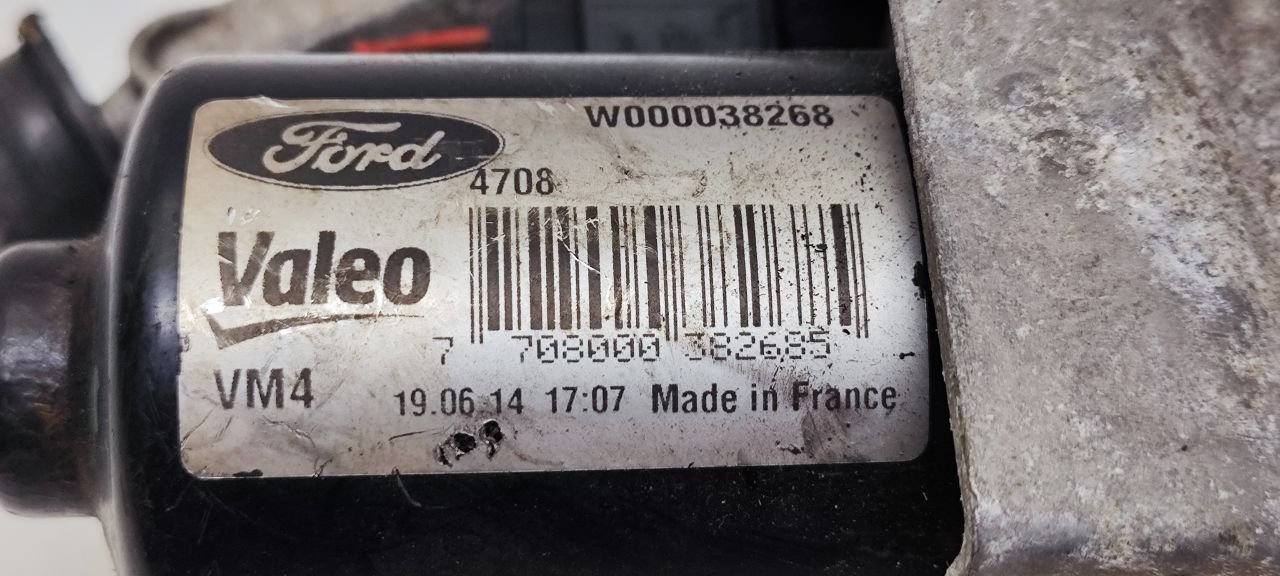 Ford
W000038268
4708
Valeo
7 708000 382685
VM4
19.06.14 17:07 Made in France